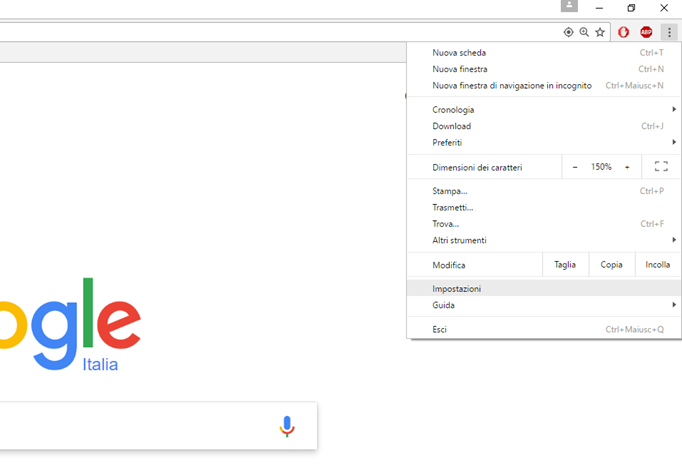 ABP
Nuova scheda Ctrl+T
Nuova finestra Ctrl+N
Nuova finestra di navigazione in incognito Ctrl+Maiusc+N
Cronologia
Download Ctrl+J
Preferiti
Dimensioni dei caratteri - 150% +
Stampa... Ctrl+P
Trasmetti...
Trova... Ctrl+F
Altri strumenti
Modifica Taglia Copia Incolla
Impostazioni
Guida
Esci Ctrl+Maiusc+Q
ogle
Italia